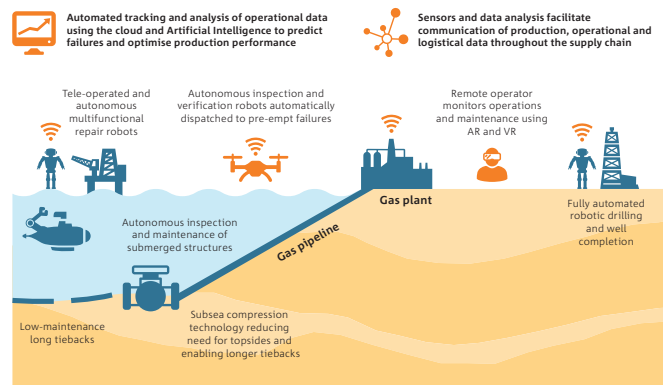 Automated tracking and analysis of operational data
using the cloud and Artificial Intelligence to predict
failures and optimise production performance
Sensors and data analysis facilitate
communication of production, operational and
logistical data throughout the supply chain
Tele-operated and
autonomous
multifunctional
repair robots
Autonomous inspection and
verification robots automatically
dispatched to pre-empt failures
Remote operator
monitors operations
and maintenance using
AR and VR
Gas plant
Fully automated
robotic drilling
and well
completion
Autonomous inspection
and maintenance of
submerged structures
Gas pipeline
Low-maintenance
long tiebacks
Subsea compression
technology reducing
need for topsides and
enabling longer tiebacks